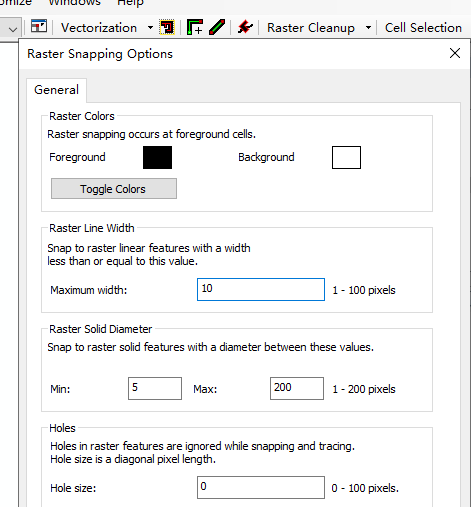 Windows Help
Vectorization Raster Cleanup Cell Selection
Raster Snapping Options
General
Raster Colors
Raster snapping occurs at foreground cells.
Foreground Background
Toggle Colors
Raster Line Width
Snap to raster linear features with a width
less than or equal to this value.
Maximum width: 10 1 - 100 pixels
Raster Solid Diameter
Snap to raster solid features with a diameter between these values.
Min: 5 Max: 200 1 - 200 pixels
Holes
Holes in raster features are ignored while snapping and tracing.
Hole size is a diagonal pixel length.
Hole size: 0 0 - 100 pixels.